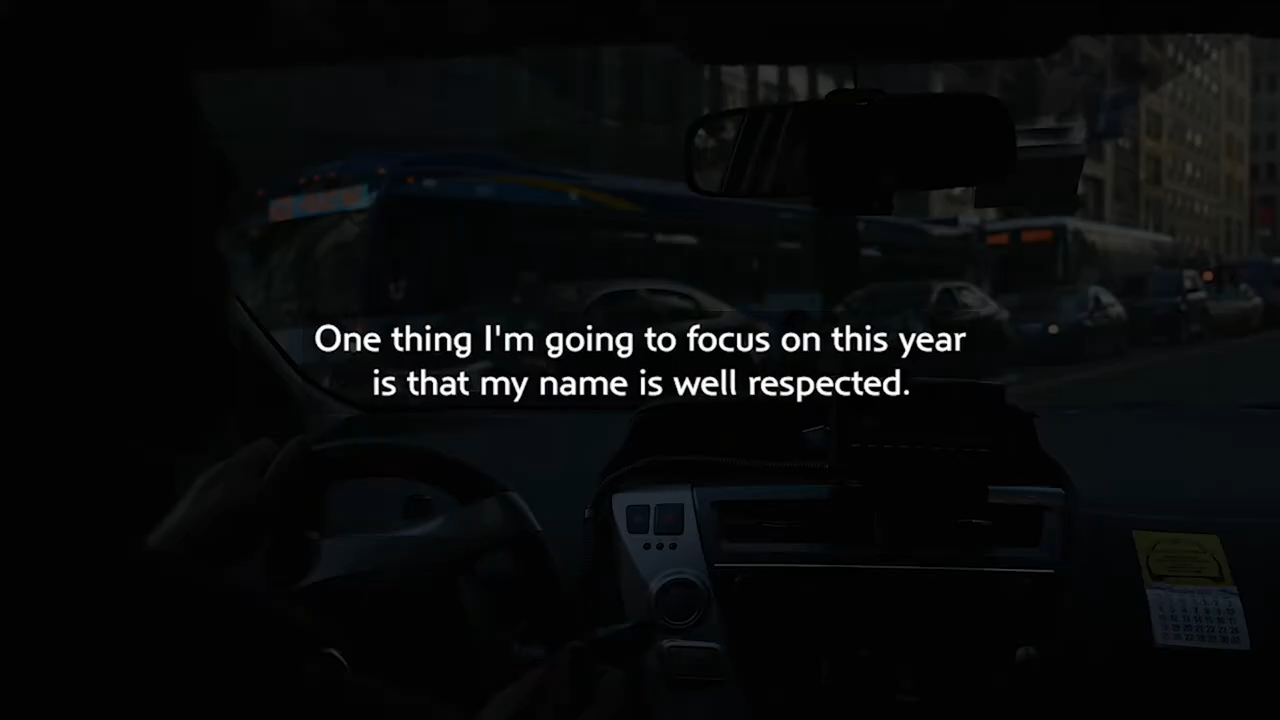 One thing I'm going to focus on this year
is that my name is well respected.